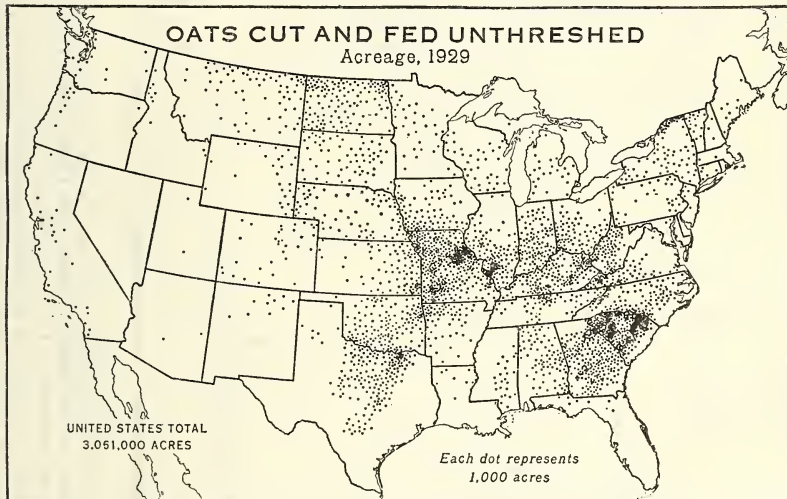 OATS CUT AND FED UNTHRESHED
Acreage, 1929
UNITED STATES TOTAL
3,061,000 ACRES
Each dot represents
1,000 acres